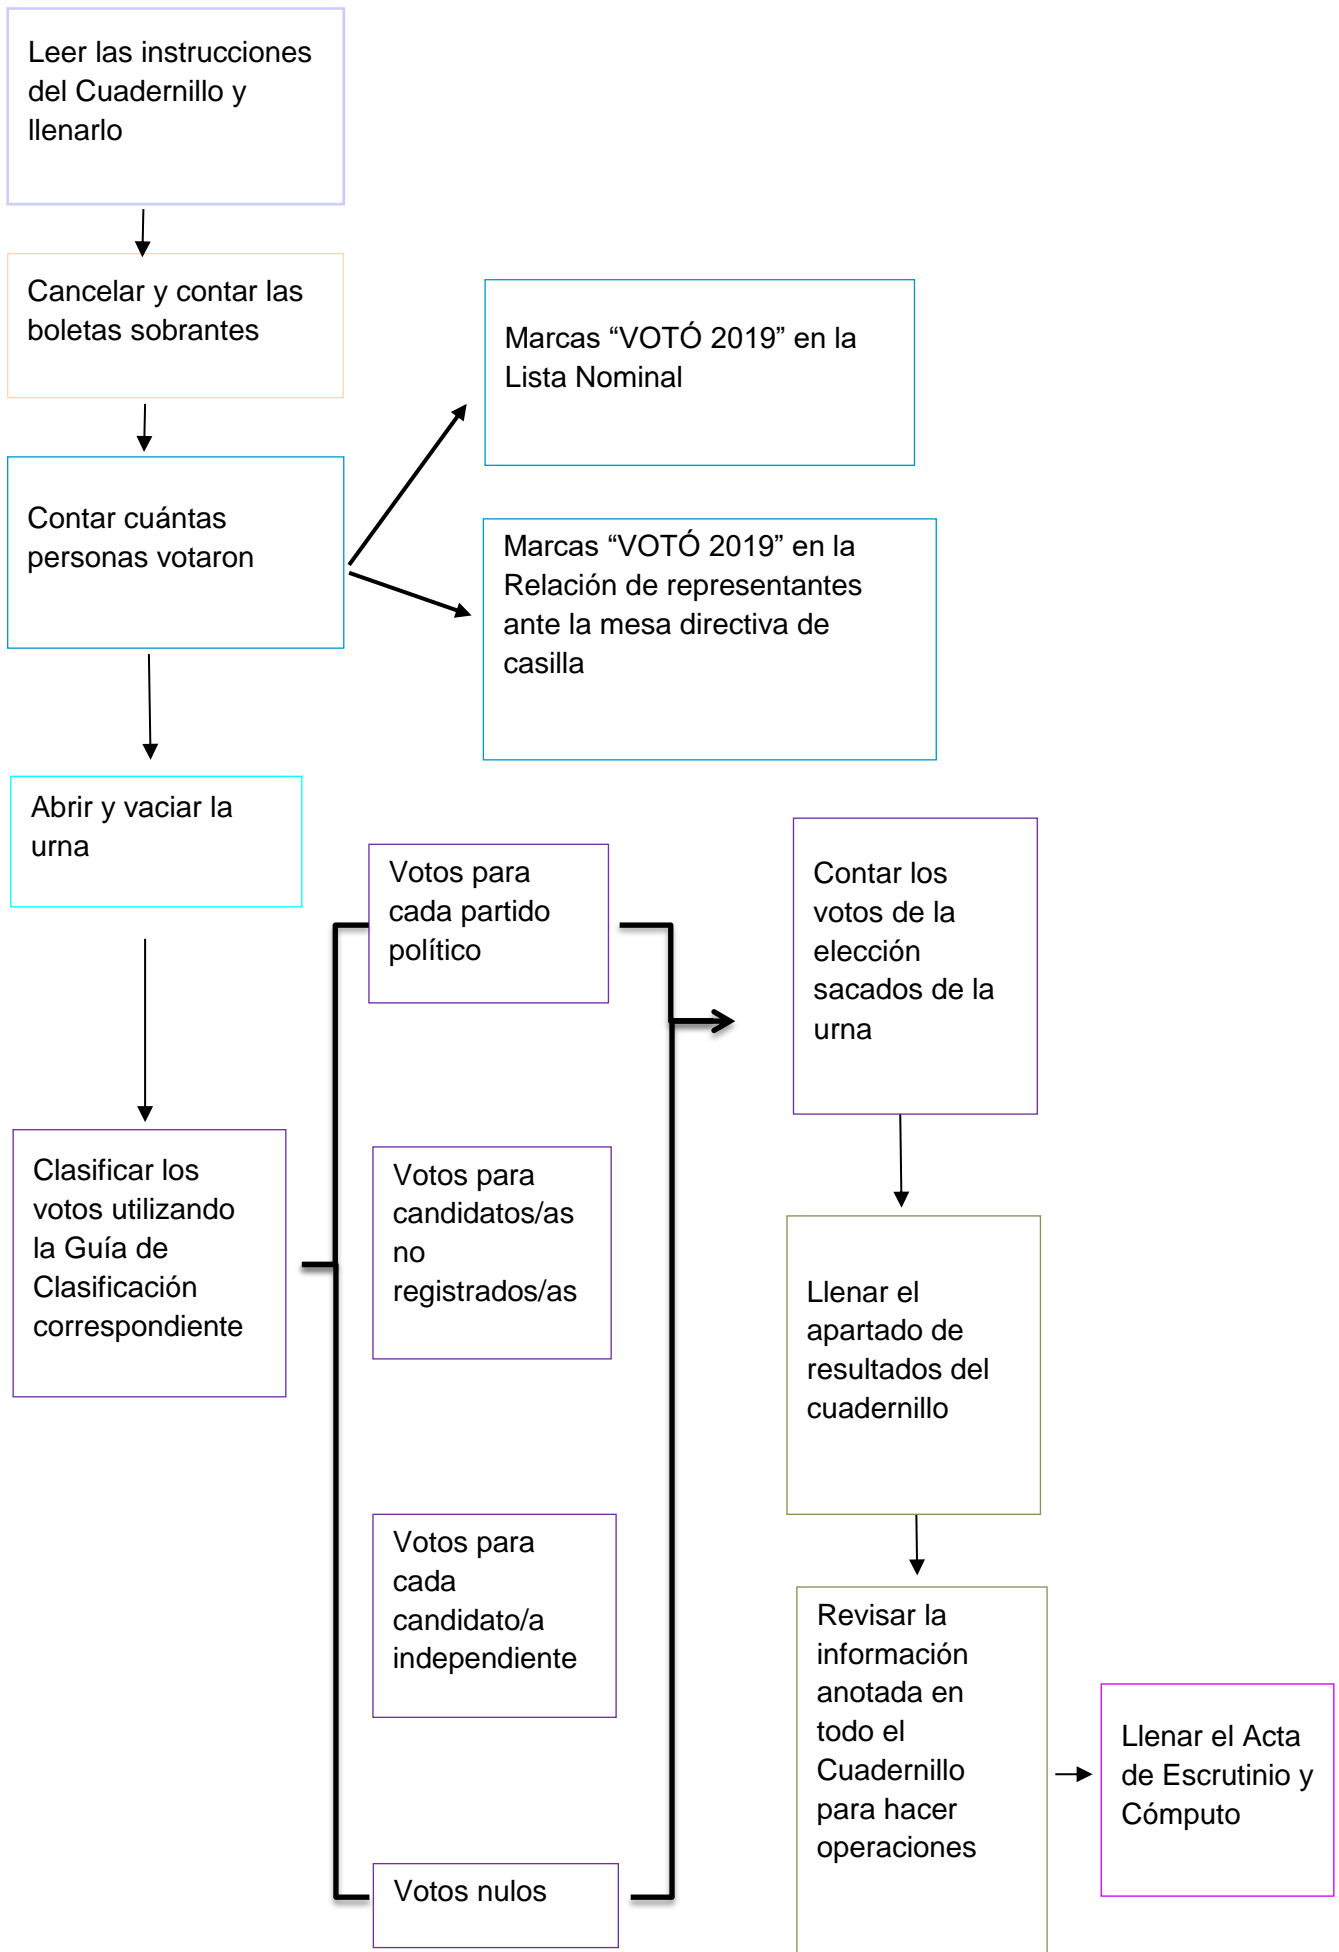 Leer las instrucciones
del Cuadernillo y
llenarlo
Cancelar y contar las
boletas sobrantes
Contar cuántas
personas votaron
Marcas “VOTÓ 2019” en la
Lista Nominal
Marcas “VOTÓ 2019” en la
Relación de representantes
ante la mesa directiva de
casilla
Abrir y vaciar la
urna
Clasificar los
votos utilizando
la Guía de
Clasificación
correspondiente
Votos para
cada partido
político
Votos para
candidatos/as
no
registrados/as
Votos para
cada
candidato/a
independiente
Votos nulos
Contar los
votos de la
elección
sacados de la
urna
Llenar el
apartado de
resultados del
cuadernillo
Revisar la
información
anotada en
todo el
Cuadernillo
para hacer
operaciones
Llenar el Acta
de Escrutinio y
Cómputo